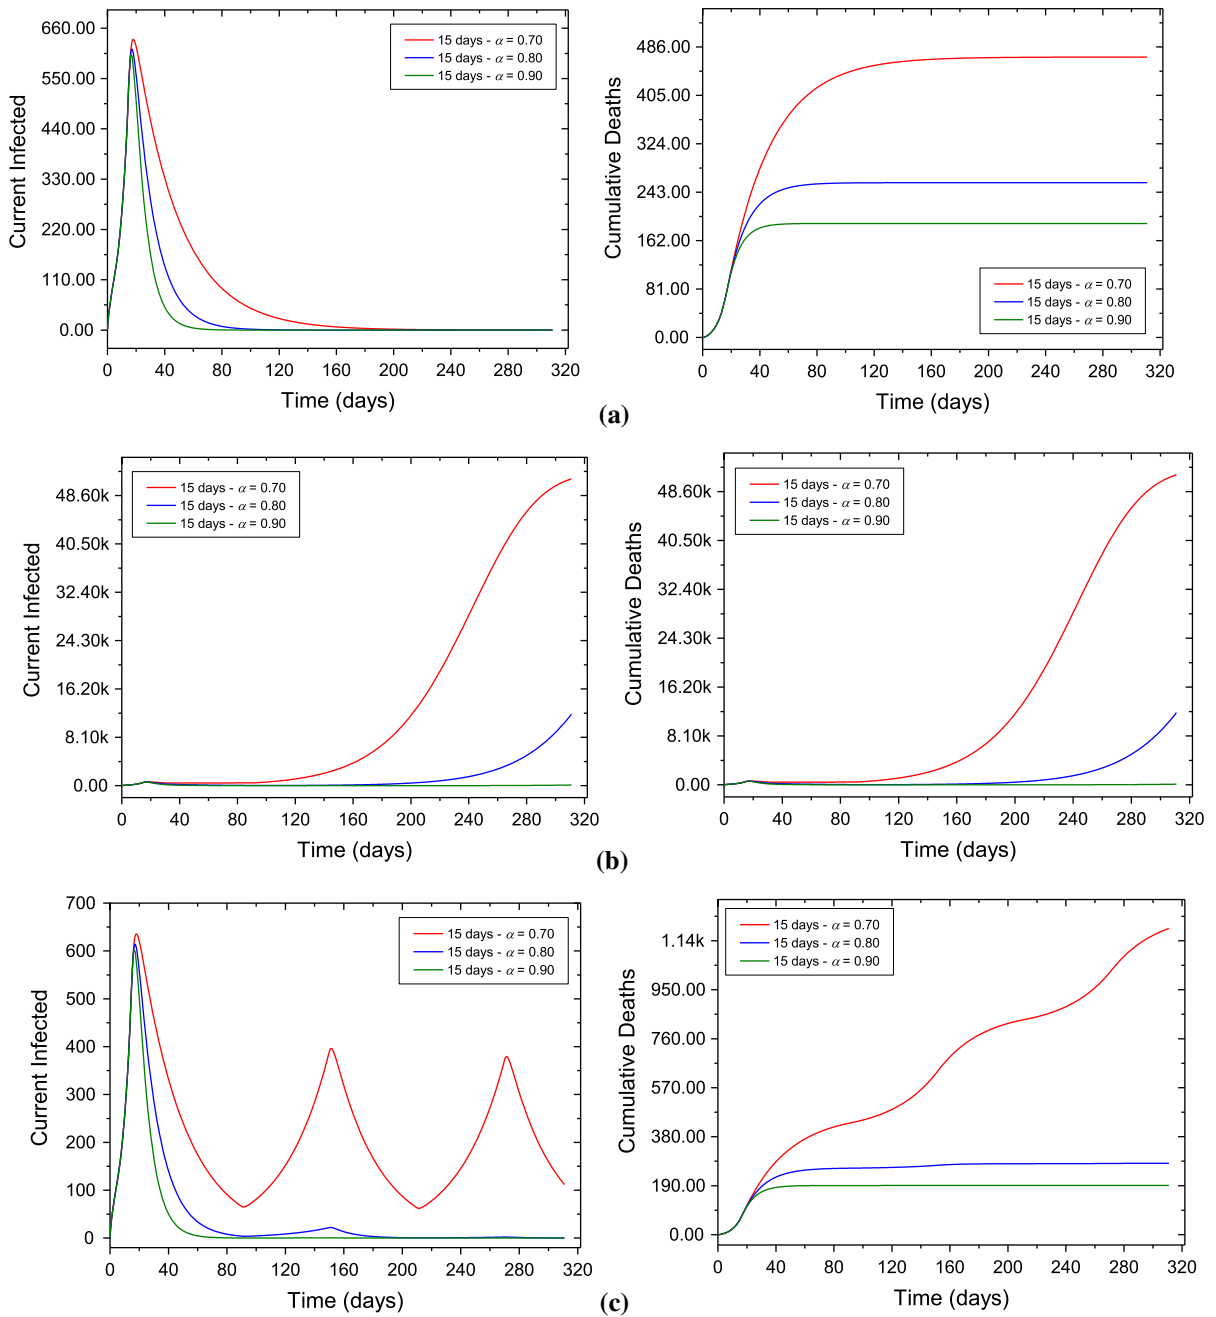 660.00
550.00
440.00
330.00
220.00
110.00
0.00
Current Infected
15 days - α = 0.70
15 days - α = 0.80
15 days - α = 0.90
0 40 80 120 160 200 240 280 320
Time (days)
486.00
405.00
324.00
243.00
162.00
81.00
0.00
Cumulative Deaths
15 days - α = 0.70
15 days - α = 0.80
15 days - α = 0.90
0 40 80 120 160 200 240 280 320
Time (days)
(a)
48.60k
40.50k
32.40k
24.30k
16.20k
8.10k
0.00
Current Infected
15 days - α = 0.70
15 days - α = 0.80
15 days - α = 0.90
0 40 80 120 160 200 240 280 320
Time (days)
48.60k
40.50k
32.40k
24.30k
16.20k
8.10k
0.00
Cumulative Deaths
15 days - α = 0.70
15 days - α = 0.80
15 days - α = 0.90
0 40 80 120 160 200 240 280 320
Time (days)
(b)
700
600
500
400
300
200
100
0
Current Infected
15 days - α = 0.70
15 days - α = 0.80
15 days - α = 0.90
0 40 80 120 160 200 240 280 320
Time (days)
1.14k
950.00
760.00
570.00
380.00
190.00
0.00
Cumulative Deaths
15 days - α = 0.70
15 days - α = 0.80
15 days - α = 0.90
0 40 80 120 160 200 240 280 320
Time (days)
(c)